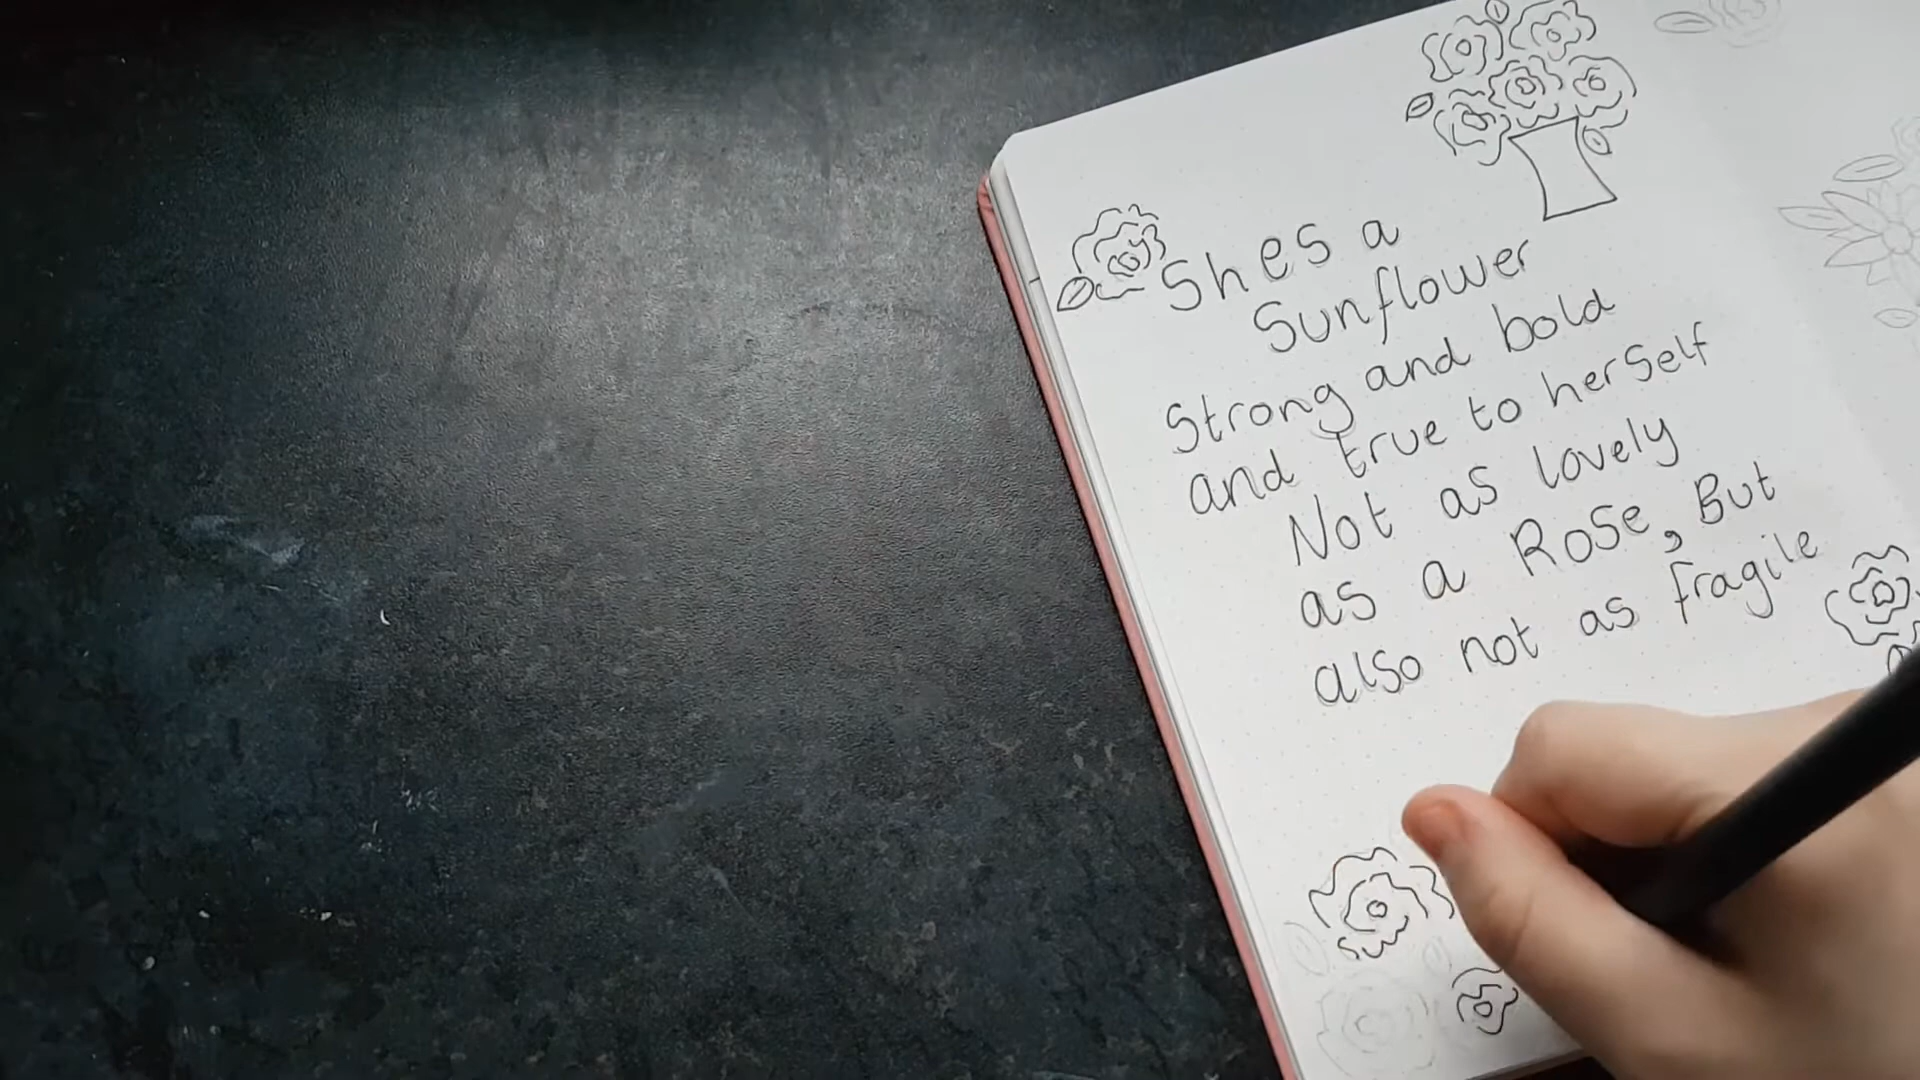 Shes a
Sunflower
Strong and bold
and true to herself
Not as lovely
as a Rose, But
also not as fragile